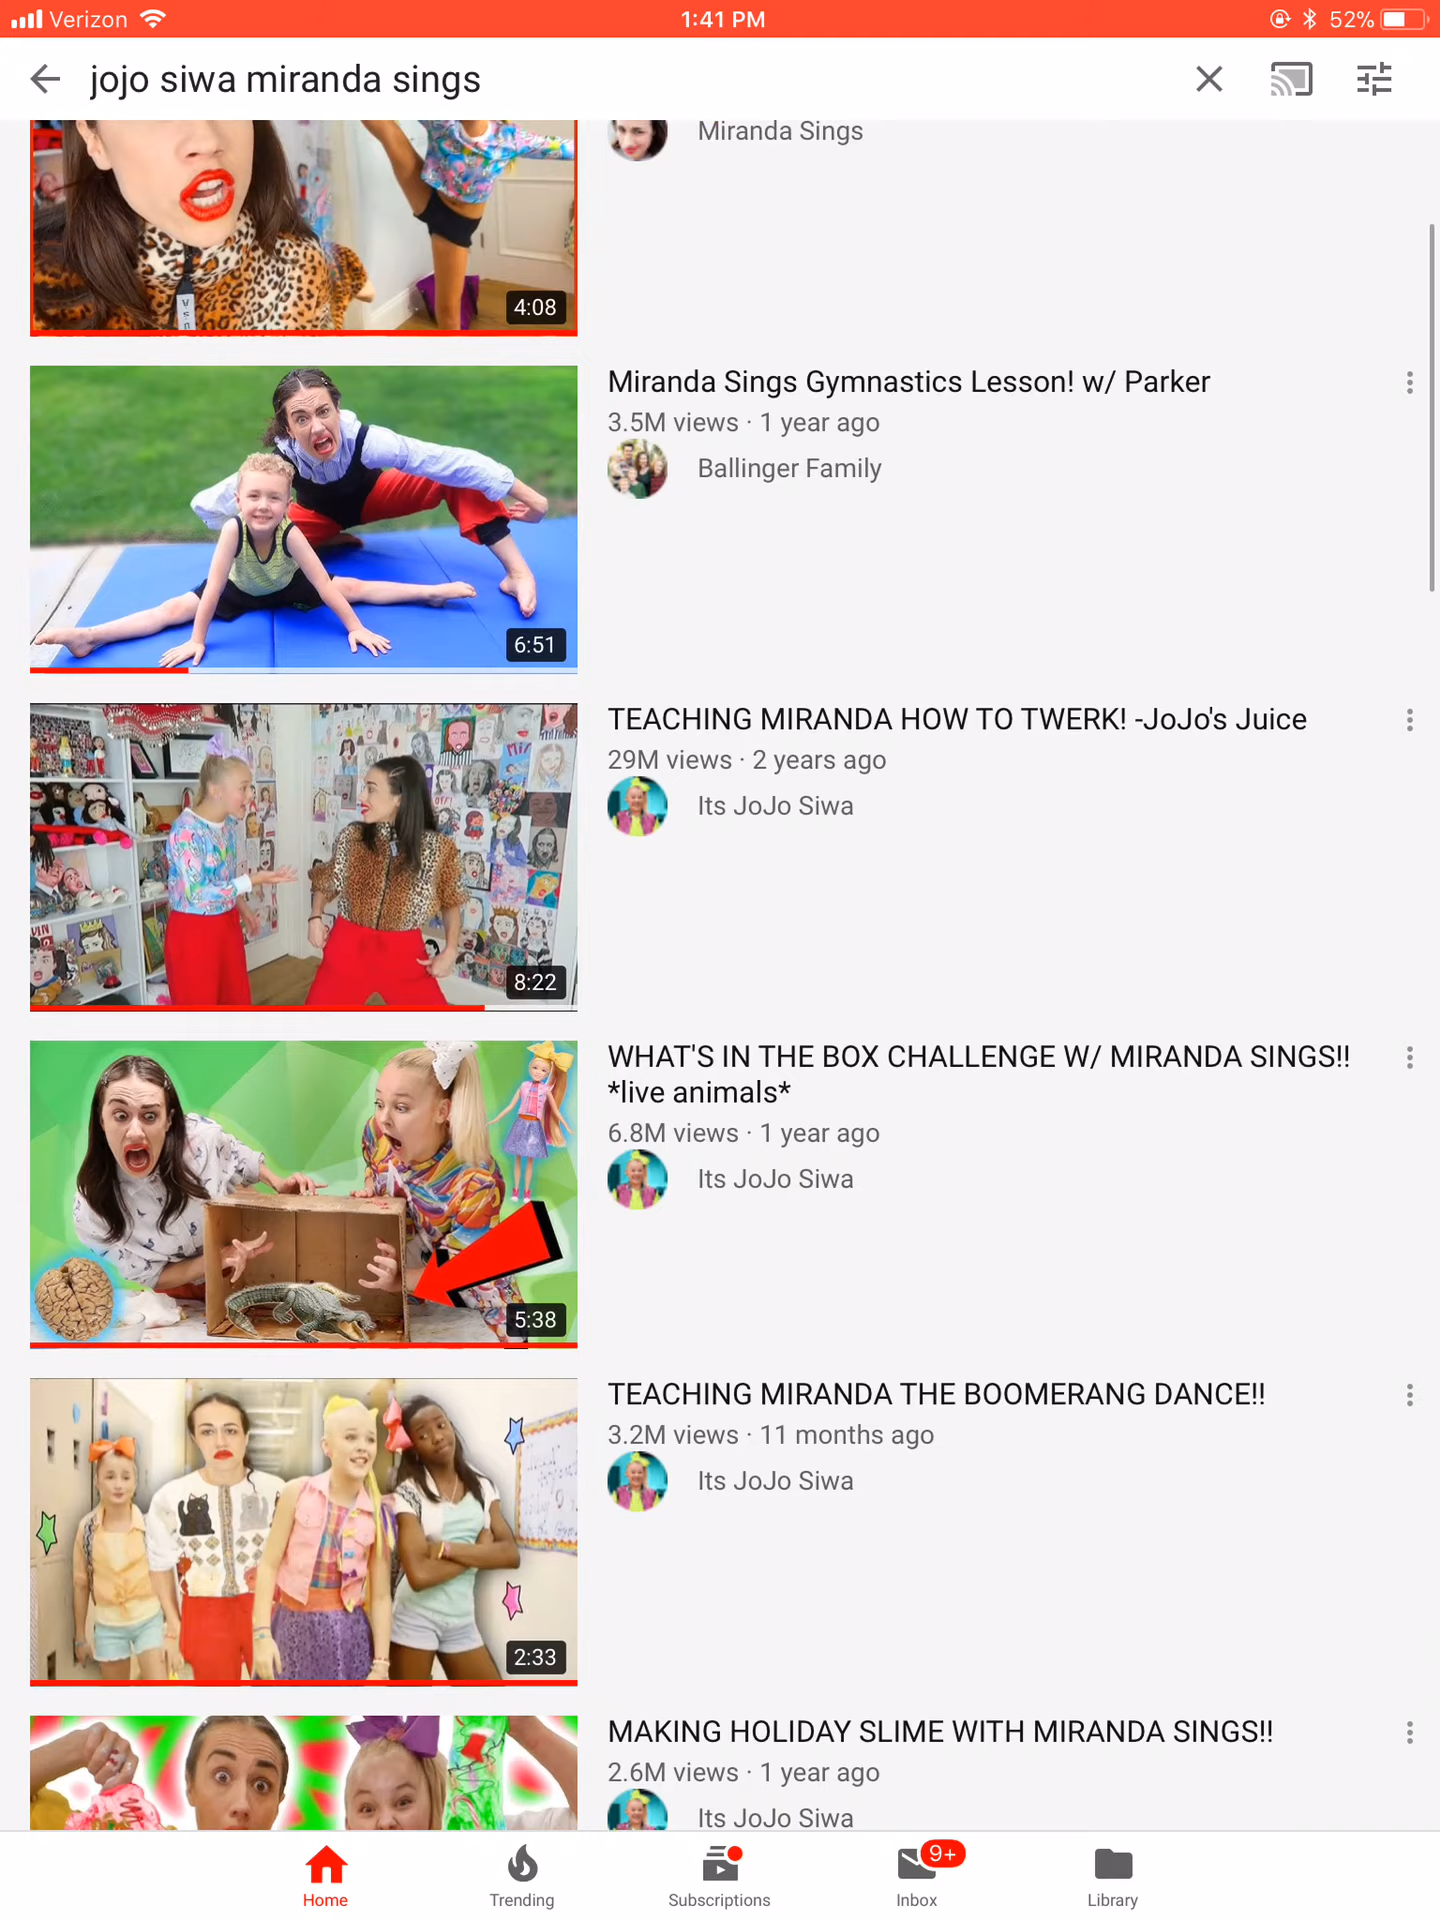 Verizon 1:41 PM 52%
jojo siwa miranda sings
Miranda Sings
4:08
Miranda Sings Gymnastics Lesson! w/ Parker
3.5M views · 1 year ago
Ballinger Family
6:51
TEACHING MIRANDA HOW TO TWERK! -JoJo's Juice
29M views · 2 years ago
Its JoJo Siwa
8:22
WHAT'S IN THE BOX CHALLENGE W/ MIRANDA SINGS!!
*live animals*
6.8M views · 1 year ago
Its JoJo Siwa
5:38
TEACHING MIRANDA THE BOOMERANG DANCE!!
3.2M views · 11 months ago
Its JoJo Siwa
2:33
MAKING HOLIDAY SLIME WITH MIRANDA SINGS!!
2.6M views · 1 year ago
Its JoJo Siwa
9+
Home Trending Subscriptions Inbox Library